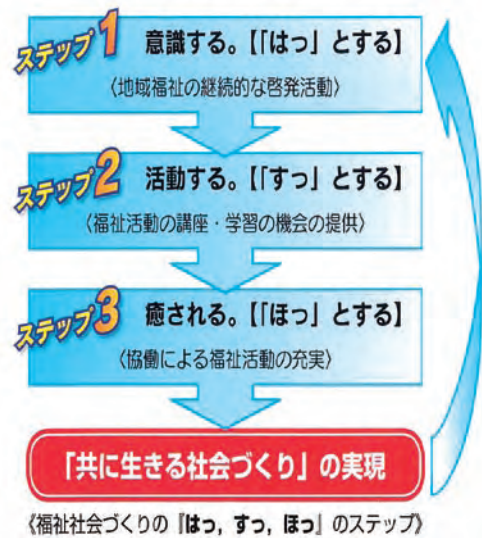 ステップ1 意識する。【「はっ」とする】
〈地域福祉の継続的な啓発活動〉
ステップ2 活動する。【「すっ」とする】
〈福祉活動の講座・学習の機会の提供〉
ステップ3 癒される。【「ほっ」とする】
〈協働による福祉活動の充実〉
「共に生きる社会づくり」の実現
《福祉社会づくりの『はっ，すっ，ほっ』のステップ》